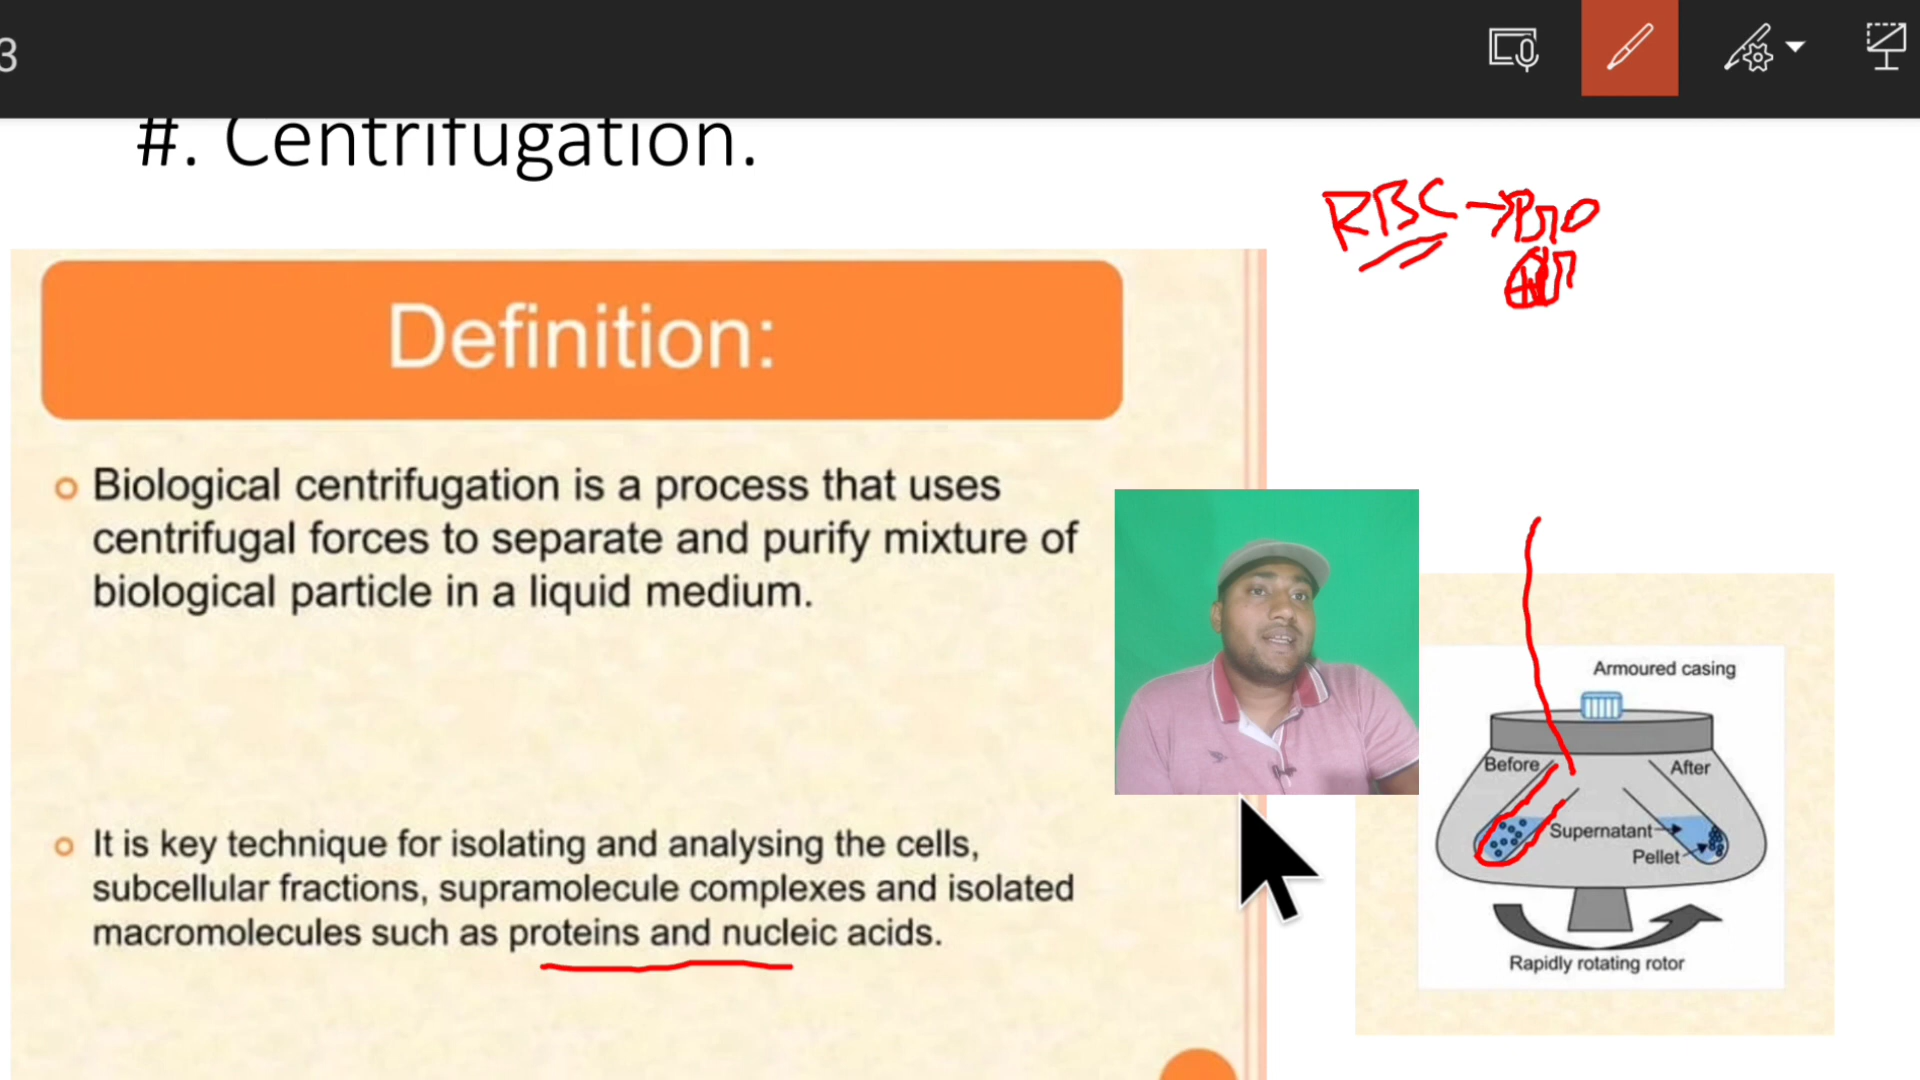 3
#. Centrifugation.
RBC → Pro
Definition:
Biological centrifugation is a process that uses
centrifugal forces to separate and purify mixture of
biological particle in a liquid medium.
It is key technique for isolating and analysing the cells,
subcellular fractions, supramolecule complexes and isolated
macromolecules such as proteins and nucleic acids.
Armoured casing
Before
After
Supernatant
Pellet
Rapidly rotating rotor